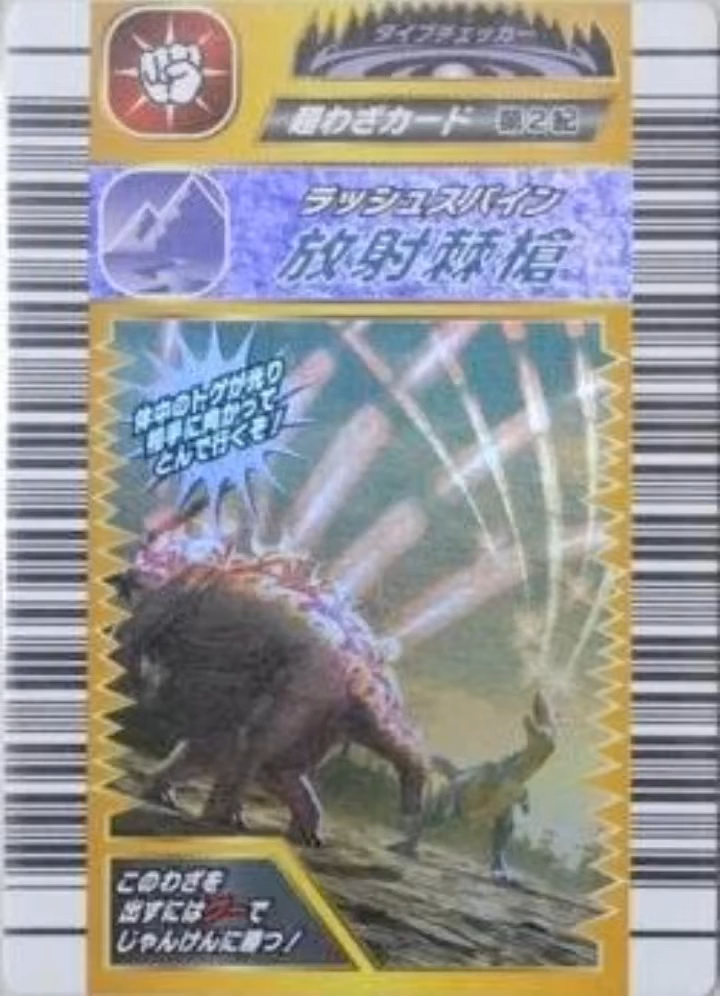 タイプチェッカー
超わざカード 第2紀
ラッシュスパイン
放射棘槍
体中のトゲが光り
相手に向かって
とんで行くぞ!
このわざを
出すにはグーで
じゃんけんに勝つ!